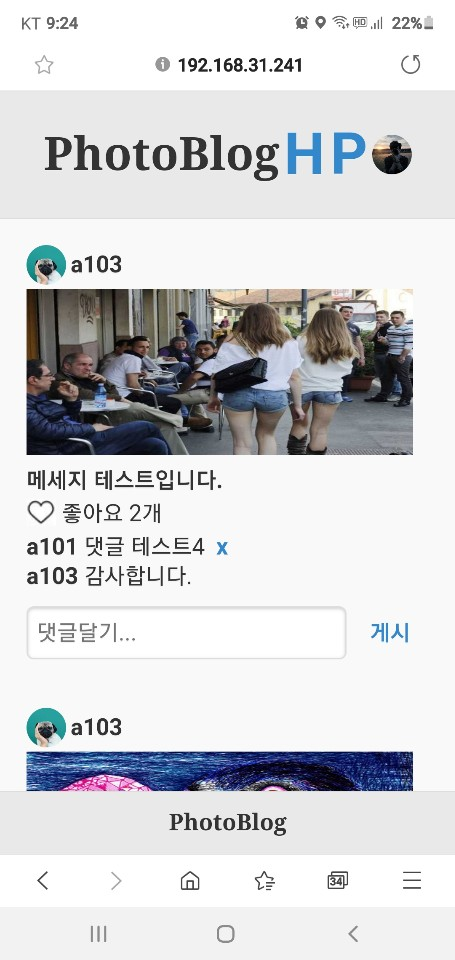 KT 9:24 HD 22%
192.168.31.241
PhotoBlog H P
a103
메세지 테스트입니다.
좋아요 2개
a101 댓글 테스트4 x
a103 감사합니다.
댓글달기... 게시
a103
PhotoBlog
34